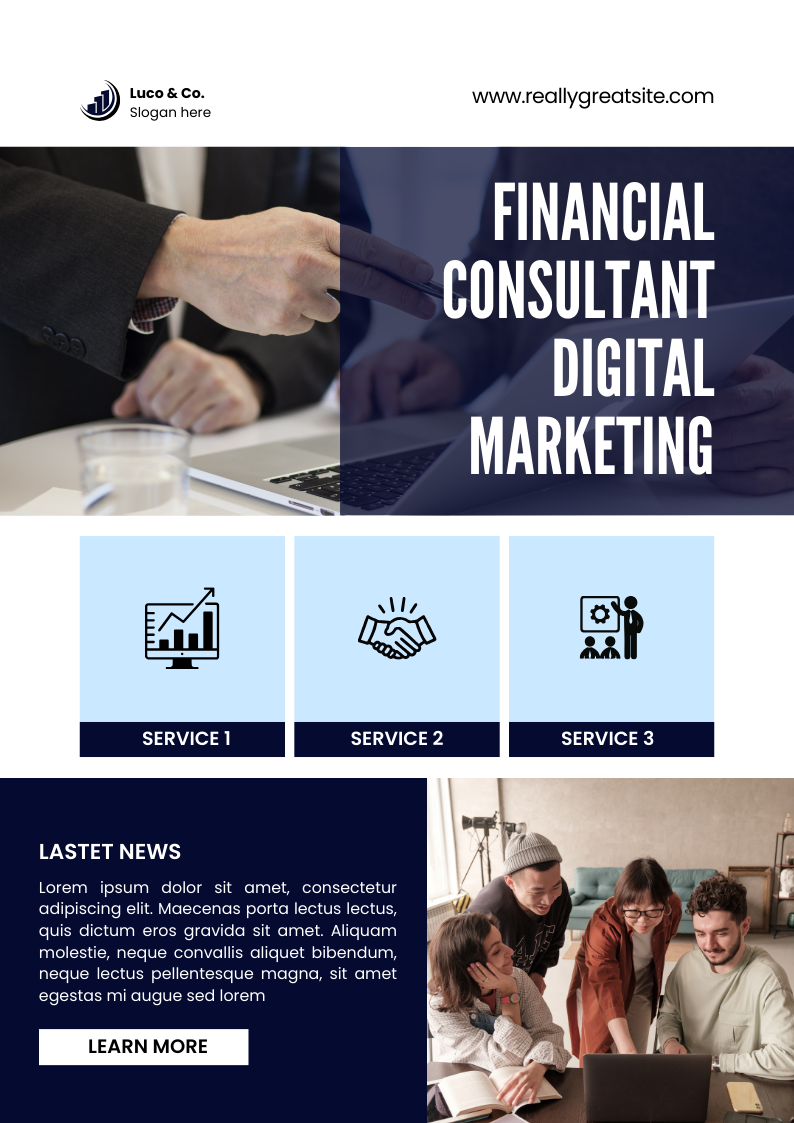 Luco & Co.
Slogan here
www.reallygreatsite.com
FINANCIAL
CONSULTANT
DIGITAL
MARKETING
SERVICE 1
SERVICE 2
SERVICE 3
LASTET NEWS
Lorem ipsum dolor sit amet, consectetur
adipiscing elit. Maecenas porta lectus lectus,
quis dictum eros gravida sit amet. Aliquam
molestie, neque convallis aliquet bibendum,
neque lectus pellentesque magna, sit amet
egestas mi augue sed lorem
LEARN MORE